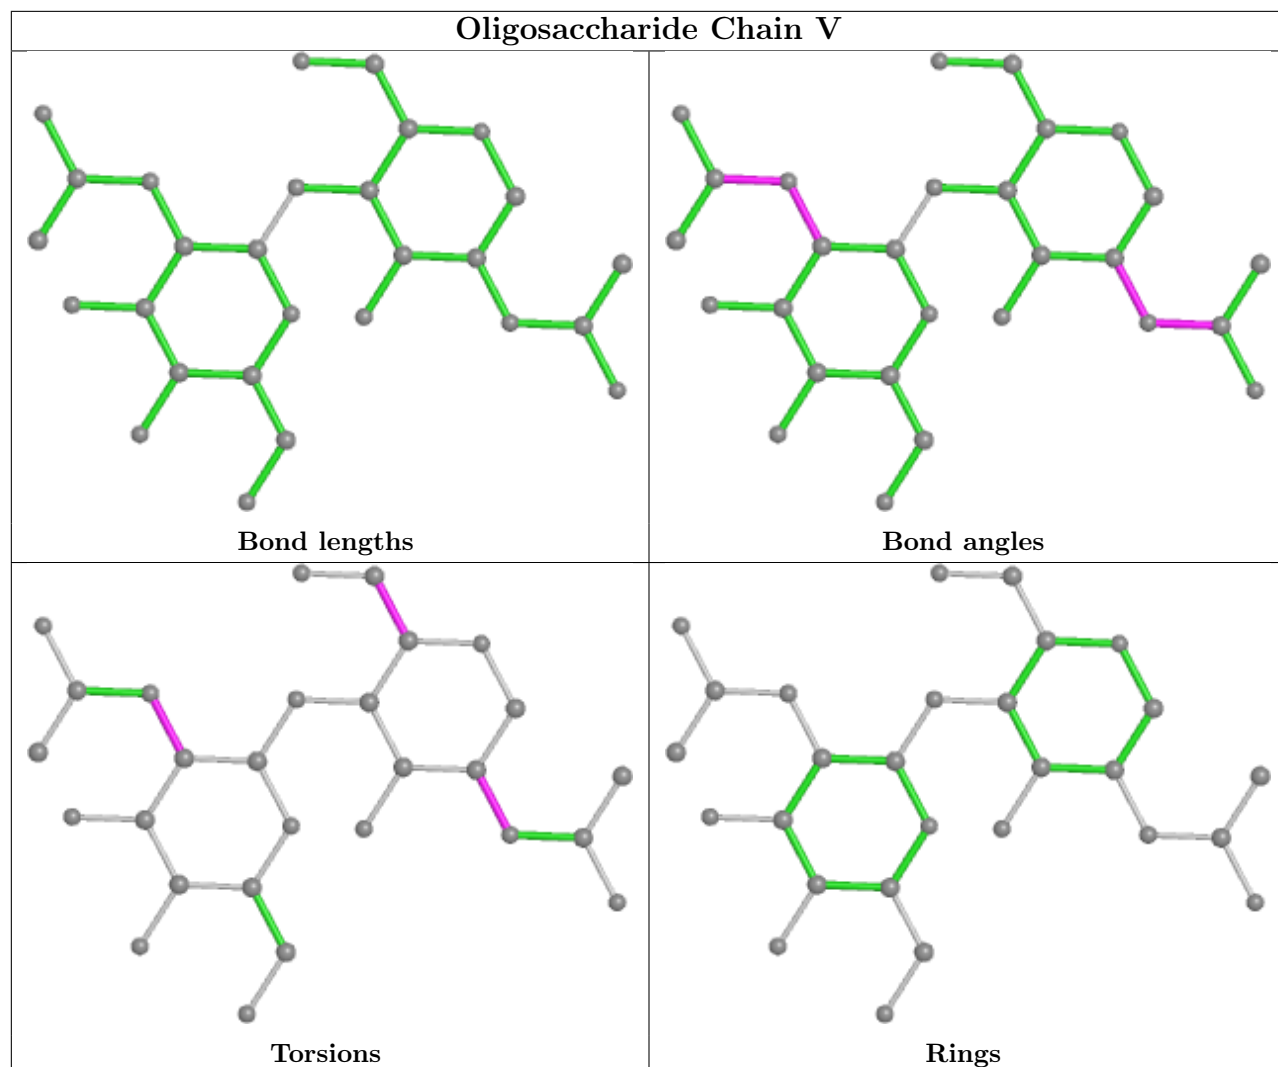 Oligosaccharide Chain V
Bond lengths
Bond angles
Torsions
Rings